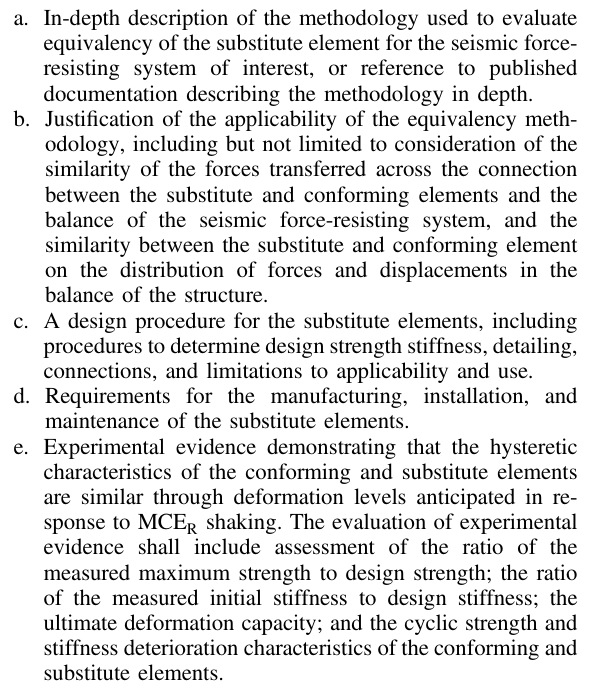 a. In-depth description of the methodology used to evaluate
equivalency of the substitute element for the seismic force-
resisting system of interest, or reference to published
documentation describing the methodology in depth.
b. Justification of the applicability of the equivalency meth-
odology, including but not limited to consideration of the
similarity of the forces transferred across the connection
between the substitute and conforming elements and the
balance of the seismic force-resisting system, and the
similarity between the substitute and conforming element
on the distribution of forces and displacements in the
balance of the structure.
c. A design procedure for the substitute elements, including
procedures to determine design strength stiffness, detailing,
connections, and limitations to applicability and use.
d. Requirements for the manufacturing, installation, and
maintenance of the substitute elements.
e. Experimental evidence demonstrating that the hysteretic
characteristics of the conforming and substitute elements
are similar through deformation levels anticipated in re-
sponse to MCER shaking. The evaluation of experimental
evidence shall include assessment of the ratio of the
measured maximum strength to design strength; the ratio
of the measured initial stiffness to design stiffness; the
ultimate deformation capacity; and the cyclic strength and
stiffness deterioration characteristics of the conforming and
substitute elements.